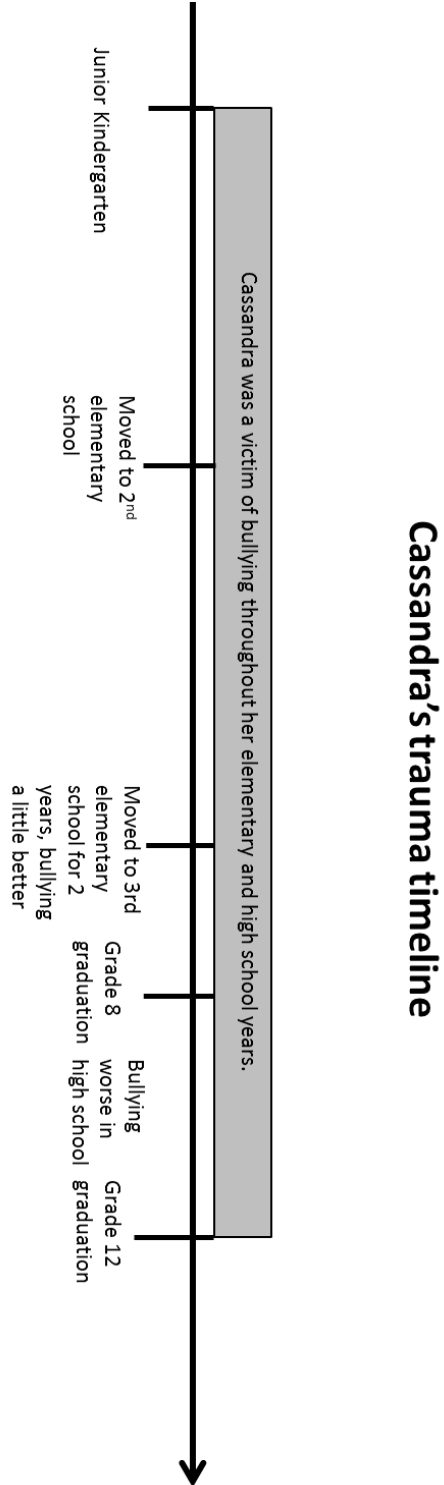 Cassandra's trauma timeline
Cassandra was a victim of bullying throughout her elementary and high school years.
Junior Kindergarten
Moved to 2nd
elementary
school
Moved to 3rd
elementary
school for 2
years, bullying
a little better
Grade 8
graduation
Bullying
worse in
high school
Grade 12
graduation